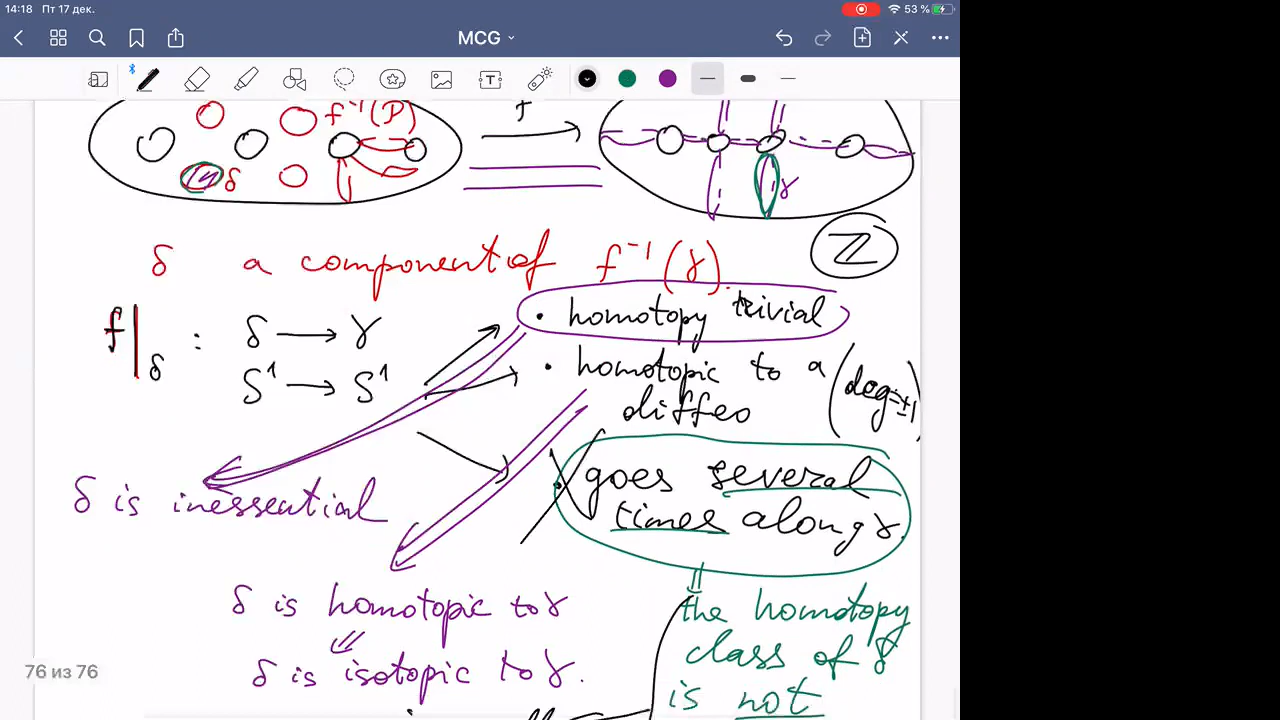 14:18 Пт 17 дек.
53 %
MCG
f⁻¹(P)
f
δ
γ
ℤ
δ a component of f⁻¹(γ).
f|δ : δ → γ
S¹ → S¹
• homotopy trivial
• homotopic to a diffeo (deg=±1)
• goes several
times along γ.
δ is inessential
δ is homotopic to γ
δ is isotopic to γ.
the homotopy
class of δ
is not
76 из 76